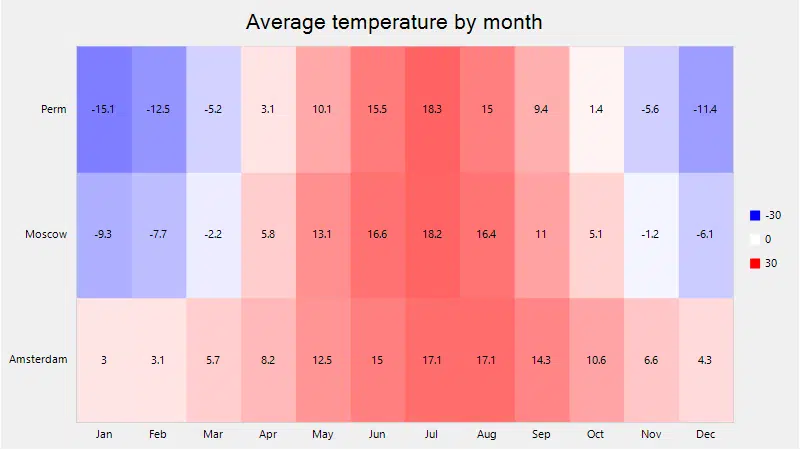 Average temperature by month
Perm -15.1 -12.5 -5.2 3.1 10.1 15.5 18.3 15 9.4 1.4 -5.6 -11.4
Moscow -9.3 -7.7 -2.2 5.8 13.1 16.6 18.2 16.4 11 5.1 -1.2 -6.1
Amsterdam 3 3.1 5.7 8.2 12.5 15 17.1 17.1 14.3 10.6 6.6 4.3
Jan Feb Mar Apr May Jun Jul Aug Sep Oct Nov Dec
-30
0
30